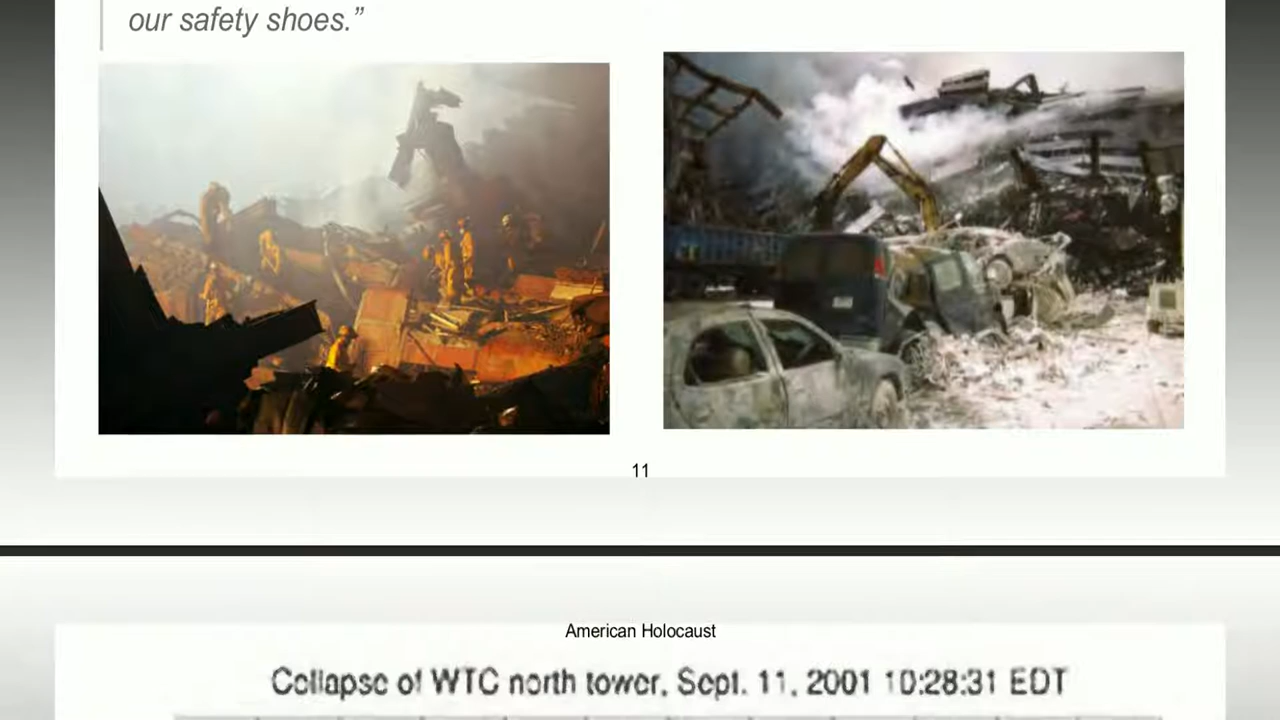 our safety shoes.”
11
American Holocaust
Collapse of WTC north tower, Sept. 11, 2001 10:28:31 EDT